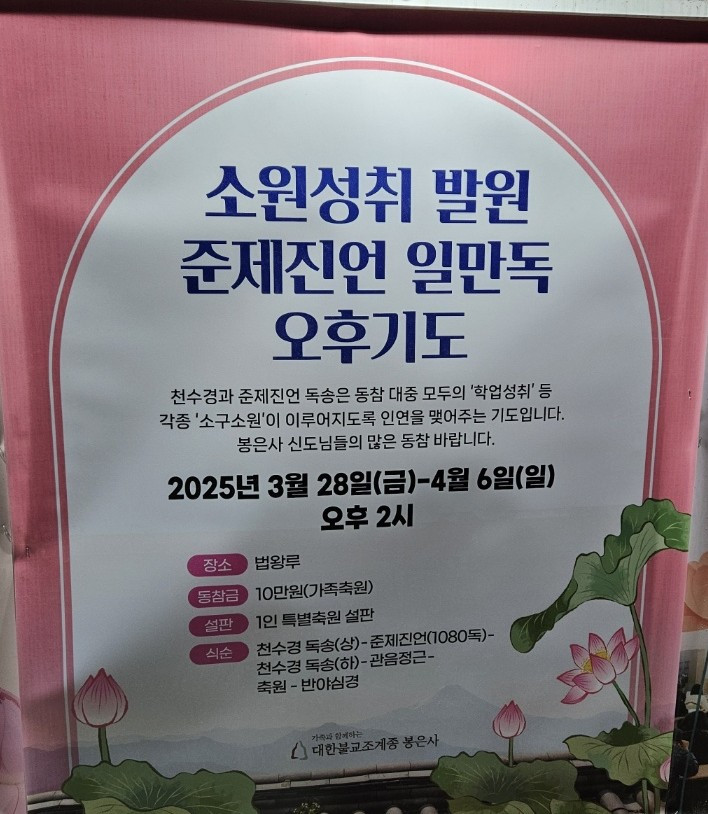 소원성취 발원
준제진언 일만독
오후기도
천수경과 준제진언 독송은 동참 대중 모두의 '학업성취' 등
각종 '소구소원'이 이루어지도록 인연을 맺어주는 기도입니다.
봉은사 신도님들의 많은 동참 바랍니다.
2025년 3월 28일(금)-4월 6일(일)
오후 2시
장소 법왕루
동참금 10만원(가족축원)
설판 1인 특별축원 설판
식순 천수경 독송(상)-준제진언(1080독)-
천수경 독송(하)-관음정근-
축원 - 반야심경
가족과 함께하는
대한불교조계종 봉은사